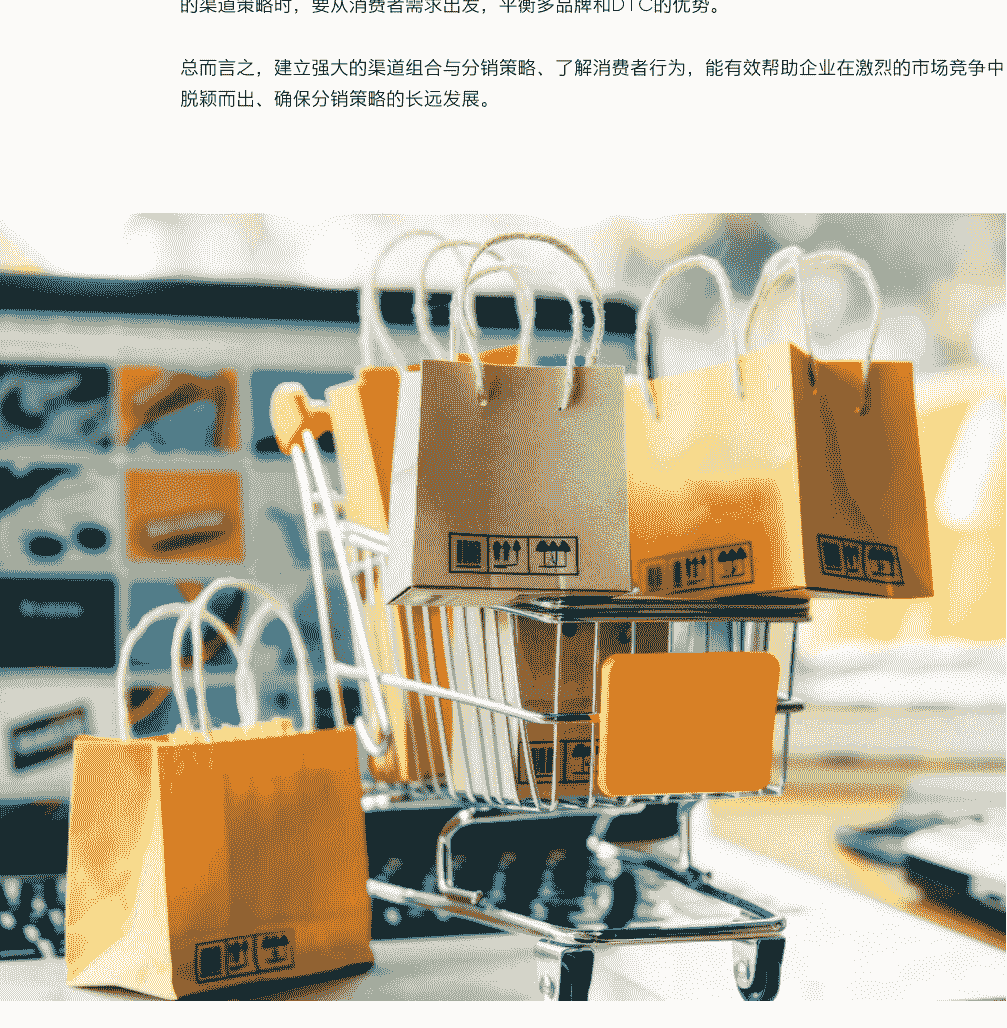 的渠道策略时，要从消费者需求出发，平衡多品牌和DTC的优势。
总而言之，建立强大的渠道组合与分销策略、了解消费者行为，能有效帮助企业在激烈的市场竞争中
脱颖而出、确保分销策略的长远发展。